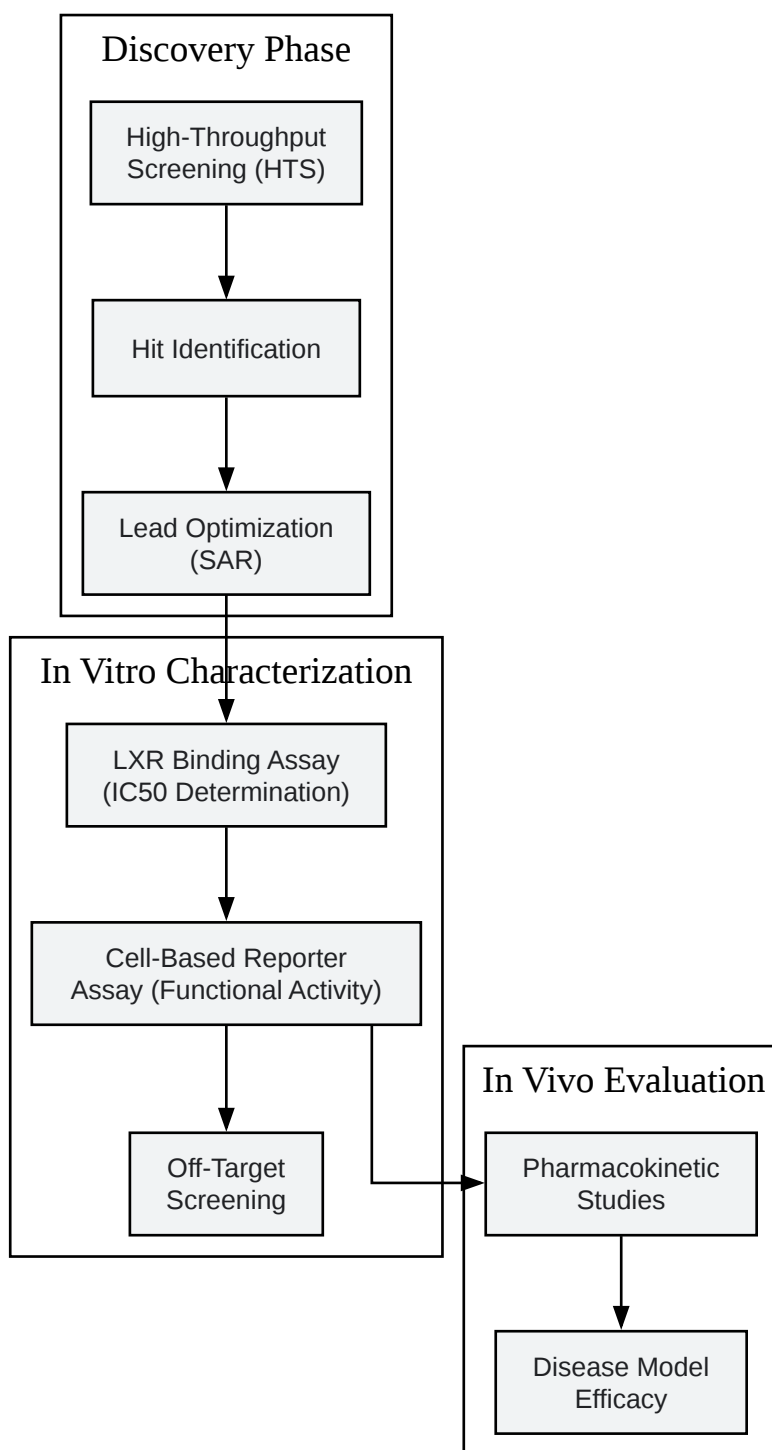 Discovery Phase
High-Throughput
Screening (HTS)
Hit Identification
Lead Optimization
(SAR)
In Vitro Characterization
LXR Binding Assay
(IC50 Determination)
Cell-Based Reporter
Assay (Functional Activity)
Off-Target
Screening
In Vivo Evaluation
Pharmacokinetic
Studies
Disease Model
Efficacy